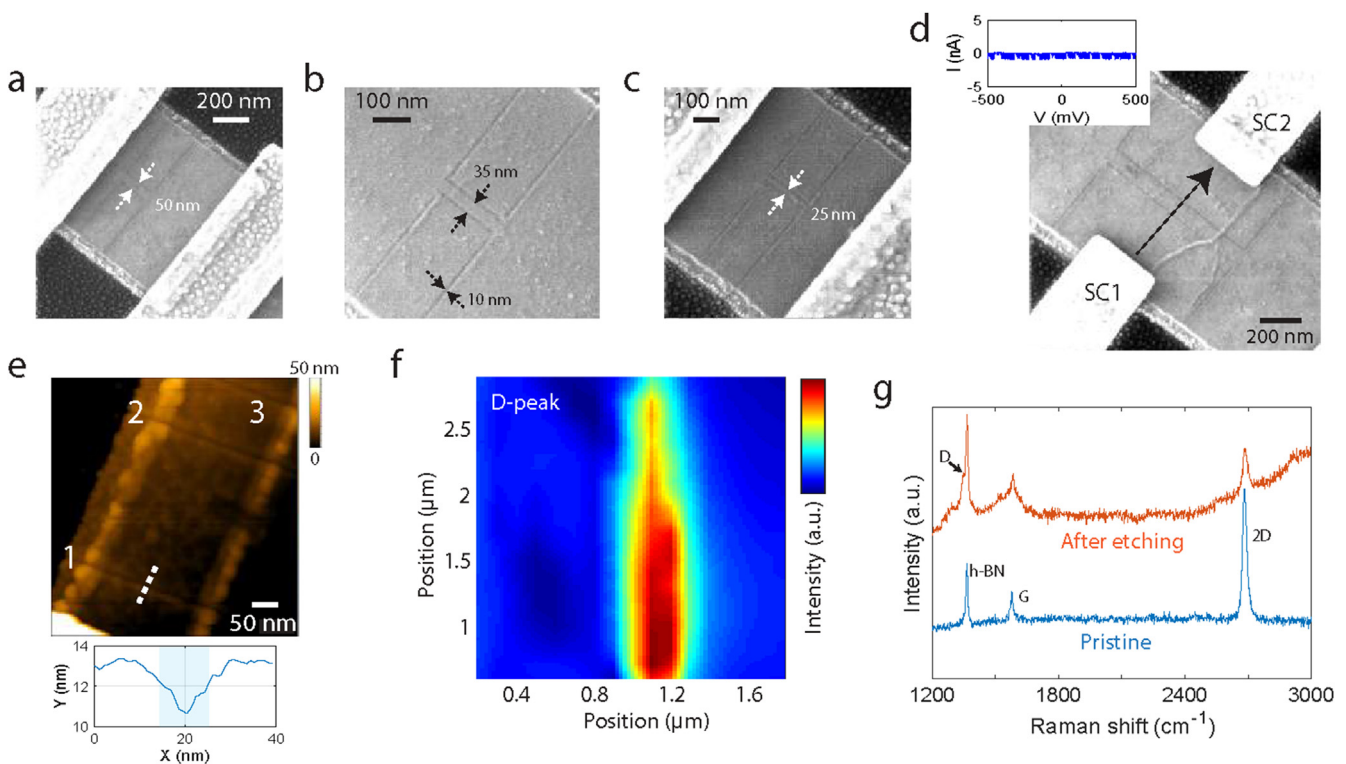 a
200 nm
50 nm
b
100 nm
35 nm
10 nm
c
100 nm
25 nm
d
5
0
-5
I (nA)
-500
0
500
V (mV)
SC2
SC1
200 nm
e
50 nm
0
2
3
1
50 nm
14
12
10
Y (nm)
0
20
40
X (nm)
f
D-peak
2.5
2
1.5
1
Position (μm)
0.4
0.8
1.2
1.6
Position (μm)
Intensity (a.u.)
g
D
After etching
h-BN
G
2D
Pristine
Intensity (a.u.)
1200
1800
2400
3000
Raman shift (cm-1)